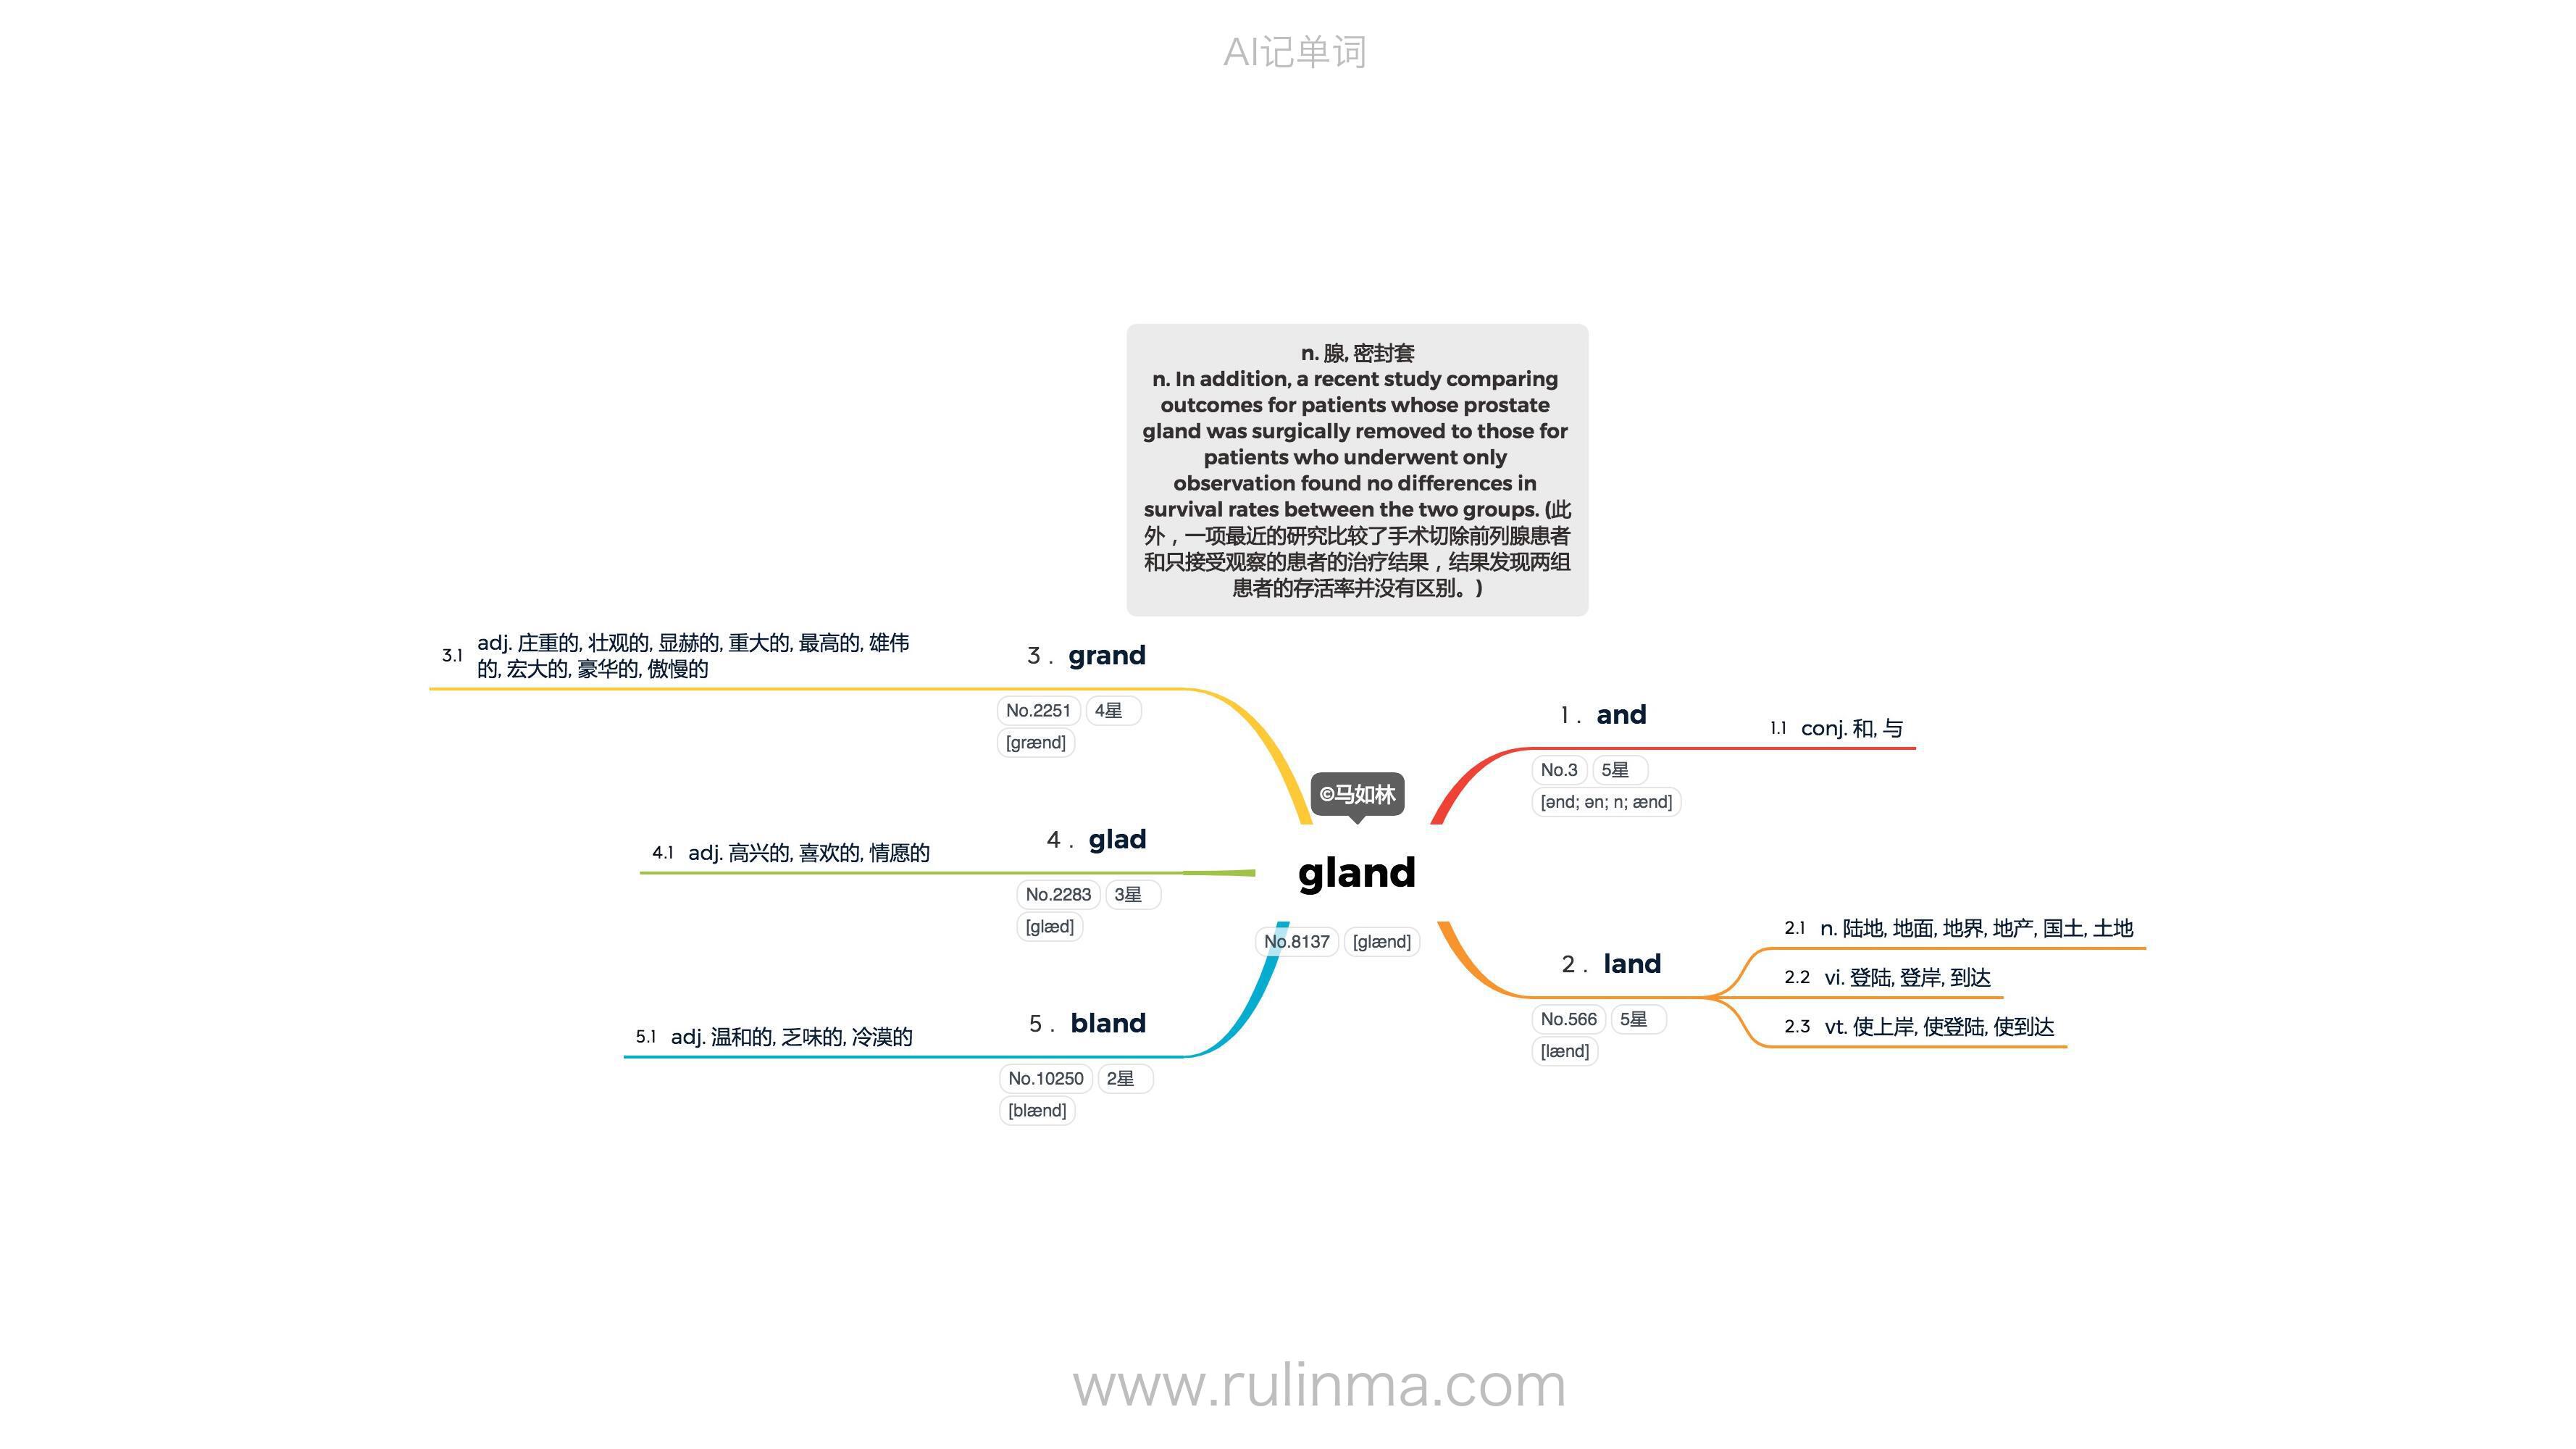 AI记单词
n. 腺, 密封套
n. In addition, a recent study comparing
outcomes for patients whose prostate
gland was surgically removed to those for
patients who underwent only
observation found no differences in
survival rates between the two groups. (此
外，一项最近的研究比较了手术切除前列腺患者
和只接受观察的患者的治疗结果，结果发现两组
患者的存活率并没有区别。)
©马如林
gland
No.8137 [glænd]
1. and
No.3 5星
[ənd; ən; n; ænd]
1.1 conj. 和, 与
2. land
No.566 5星
[lænd]
2.1 n. 陆地, 地面, 地界, 地产, 国土, 土地
2.2 vi. 登陆, 登岸, 到达
2.3 vt. 使上岸, 使登陆, 使到达
3. grand
No.2251 4星
[grænd]
3.1 adj. 庄重的, 壮观的, 显赫的, 重大的, 最高的, 雄伟
的, 宏大的, 豪华的, 傲慢的
4. glad
No.2283 3星
[glæd]
4.1 adj. 高兴的, 喜欢的, 情愿的
5. bland
No.10250 2星
[blænd]
5.1 adj. 温和的, 乏味的, 冷漠的
www.rulinma.com